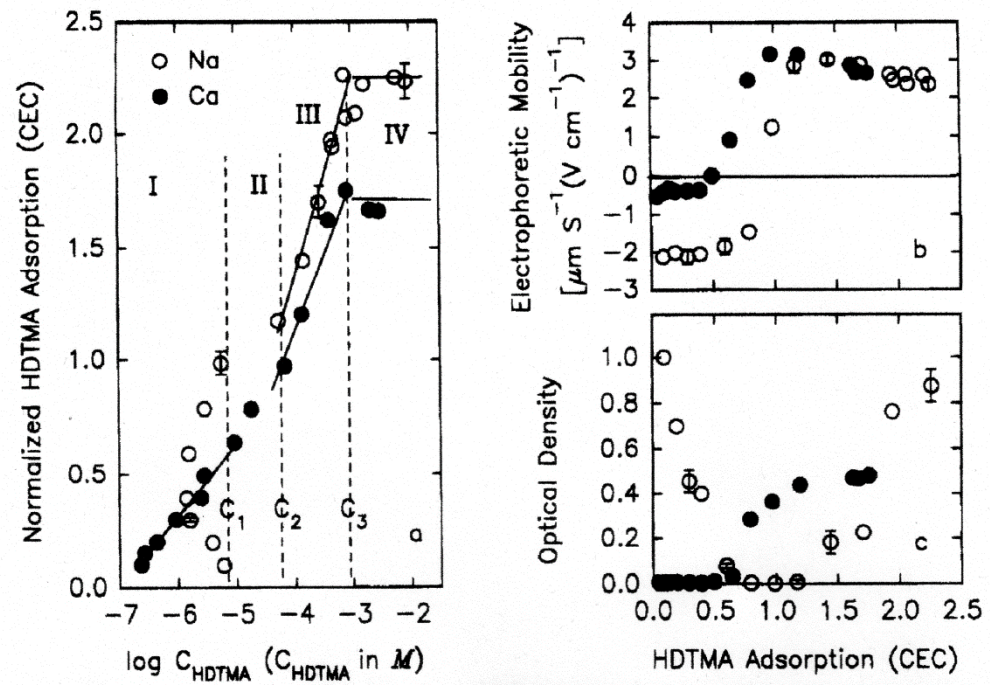 Normalized HDTMA Adsorption (CEC)
2.5
2.0
1.5
1.0
0.5
0.0
○ Na
● Ca
I
II
III
IV
C₁
C₂
C₃
a
−7 −6 −5 −4 −3 −2
log C_HDTMA (C_HDTMA in M)
Electrophoretic Mobility
[μm S⁻¹(V cm⁻¹)⁻¹]
4
3
2
1
0
−1
−2
−3
b
Optical Density
1.0
0.8
0.6
0.4
0.2
0.0
c
0.0 0.5 1.0 1.5 2.0 2.5
HDTMA Adsorption (CEC)